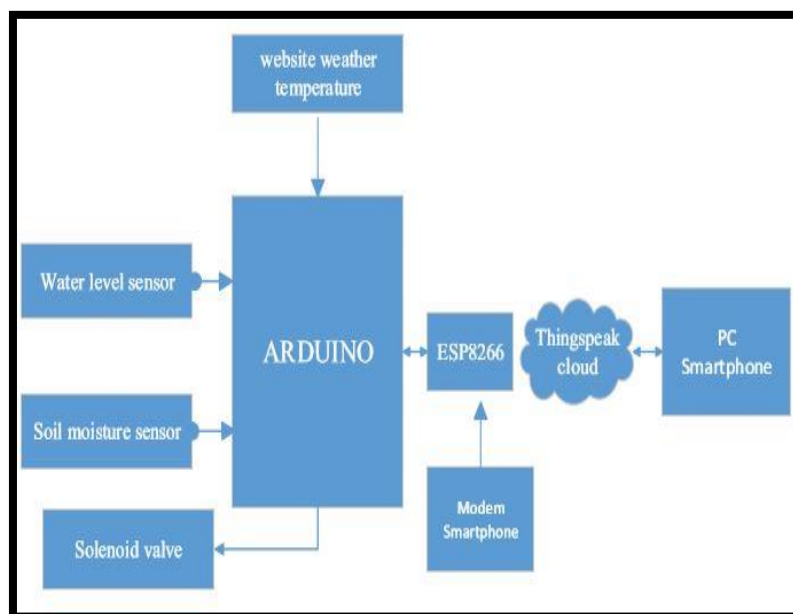 website weather
temperature
Water level sensor
ARDUINO
ESP8266
Thingspeak
cloud
PC
Smartphone
Soil moisture sensor
Modem
Smartphone
Solenoid valve